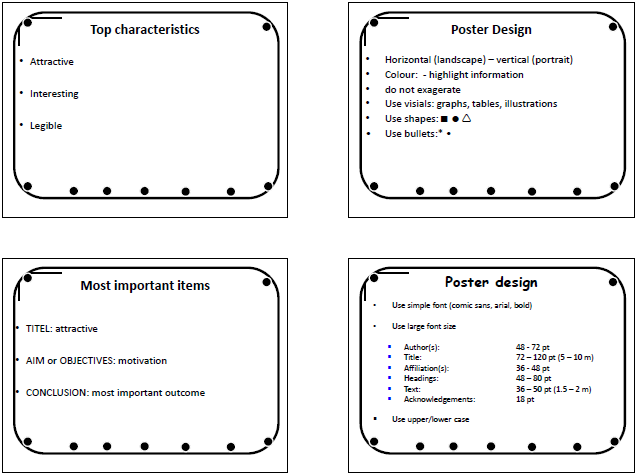 Top characteristics
• Attractive
• Interesting
• Legible
Poster Design
• Horizontal (landscape) – vertical (portrait)
• Colour: - highlight information
• do not exagerate
• Use visials: graphs, tables, illustrations
• Use shapes: ■ ● △
• Use bullets:* •
Most important items
• TITEL: attractive
• AIM or OBJECTIVES: motivation
• CONCLUSION: most important outcome
Poster design
• Use simple font (comic sans, arial, bold)
• Use large font size
▪ Author(s): 48 - 72 pt
▪ Title: 72 – 120 pt (5 – 10 m)
▪ Affiliation(s): 36 - 48 pt
▪ Headings: 48 – 80 pt
▪ Text: 36 – 50 pt (1.5 – 2 m)
▪ Acknowledgements: 18 pt
▪ Use upper/lower case